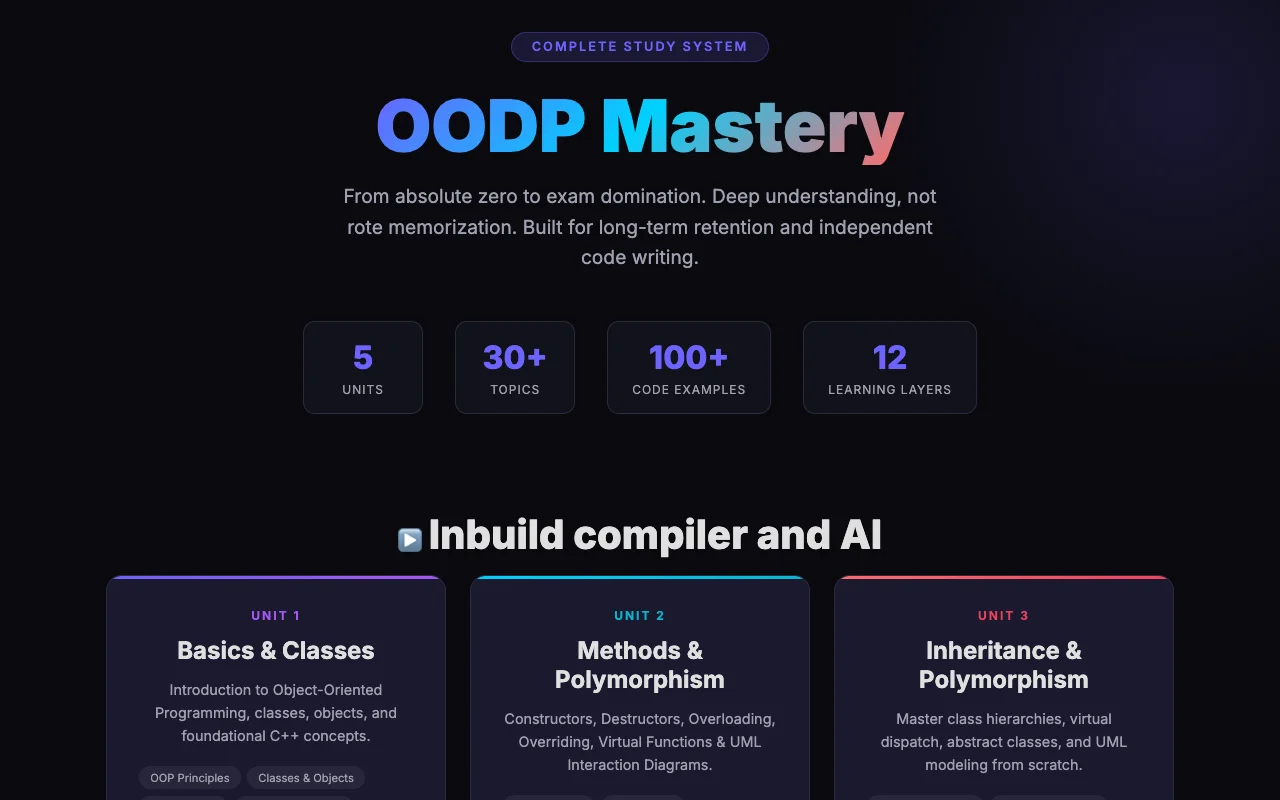 COMPLETE STUDY SYSTEM
OODP Mastery
From absolute zero to exam domination. Deep understanding, not
rote memorization. Built for long-term retention and independent
code writing.
5
UNITS
30+
TOPICS
100+
CODE EXAMPLES
12
LEARNING LAYERS
Inbuild compiler and AI
UNIT 1
Basics & Classes
Introduction to Object-Oriented
Programming, classes, objects, and
foundational C++ concepts.
OOP Principles
Classes & Objects
UNIT 2
Methods &
Polymorphism
Constructors, Destructors, Overloading,
Overriding, Virtual Functions & UML
Interaction Diagrams.
UNIT 3
Inheritance &
Polymorphism
Master class hierarchies, virtual
dispatch, abstract classes, and UML
modeling from scratch.